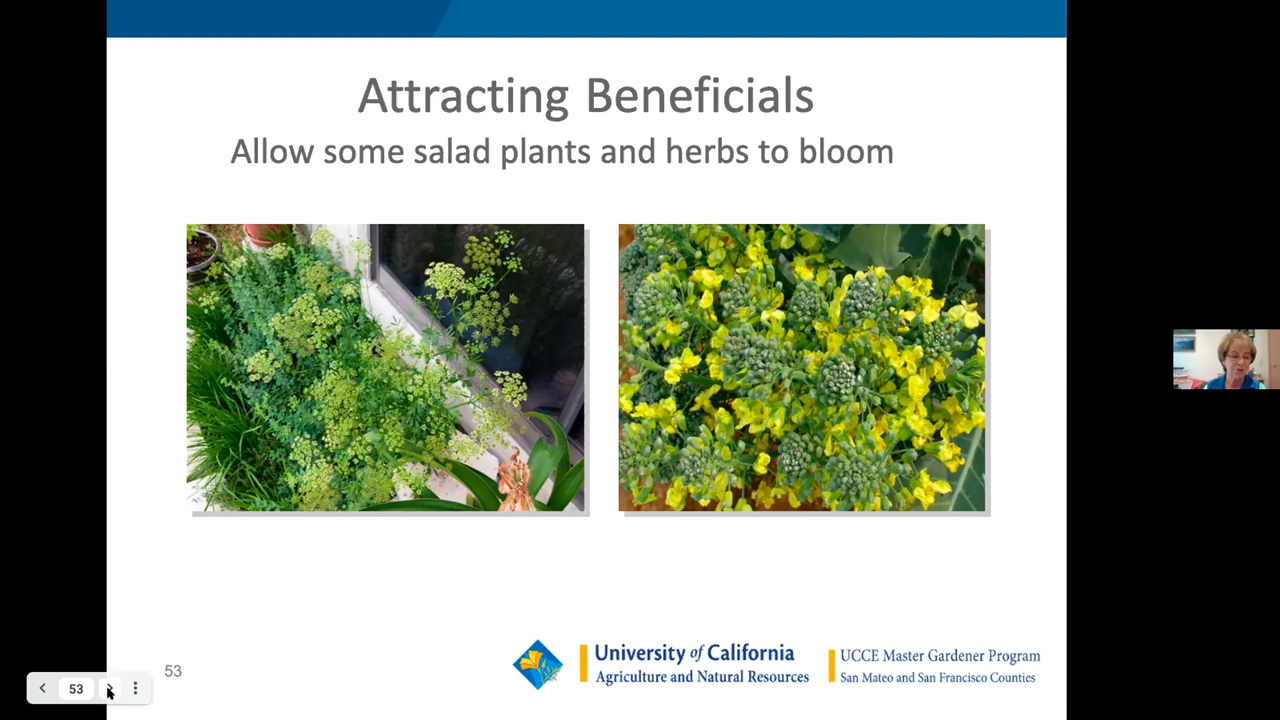 Attracting Beneficials
Allow some salad plants and herbs to bloom
53
University of California
Agriculture and Natural Resources
UCCE Master Gardener Program
San Mateo and San Francisco Counties
53